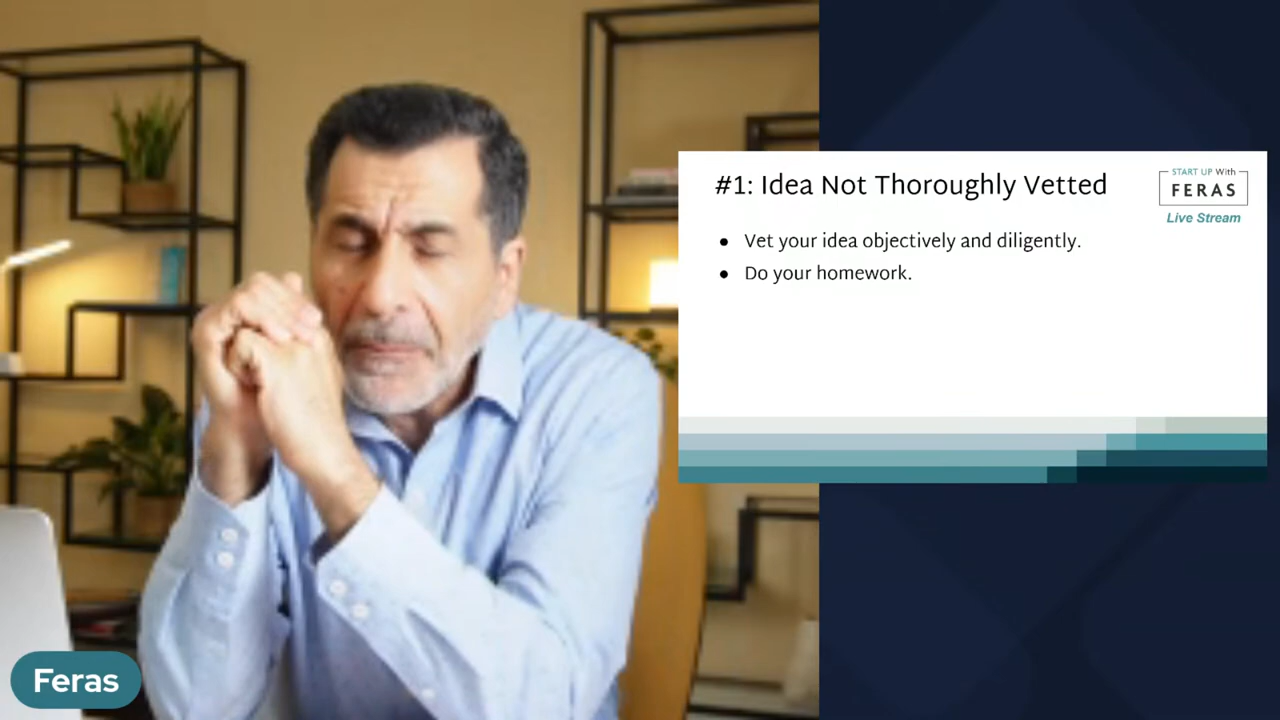 #1: Idea Not Thoroughly Vetted
START UP With
FERAS
Live Stream
● Vet your idea objectively and diligently.
● Do your homework.
Feras